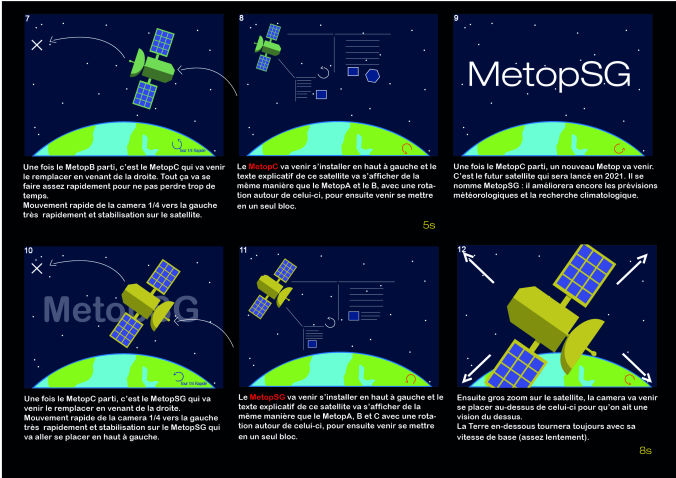 7
Tour 1/4 Rapide
Une fois le MetopB parti, c'est le MetopC qui va venir
le remplacer en venant de la droite. Tout ça va se
faire assez rapidement pour ne pas perdre trop de
temps.
Mouvement rapide de la camera 1/4 vers la gauche
très rapidement et stabilisation sur le satellite.
8
Le MetopC va venir s'installer en haut à gauche et le
texte explicatif de ce satellite va s'afficher de la
même manière que le MetopA et le B, avec une rota-
tion autour de celui-ci, pour ensuite venir se mettre
en un seul bloc.
5s
9
MetopSG
Une fois le MetopC parti, un nouveau Metop va venir.
C'est le futur satellite qui sera lancé en 2021. Il se
nomme MetopSG : il améliorera encore les prévisions
météorologiques et la recherche climatologique.
10
MetopSG
Tour 1/4 Rapide
Une fois le MetopC parti, c'est le MetopSG qui va
venir le remplacer en venant de la droite.
Mouvement rapide de la camera 1/4 vers la gauche
très rapidement et stabilisation sur le MetopSG qui
va aller se placer en haut à gauche.
11
Le MetopSG va venir s'installer en haut à gauche et le
texte explicatif de ce satellite va s'afficher de la
même manière que le MetopA, B et C avec une rota-
tion autour de celui-ci, pour ensuite venir se mettre
en un seul bloc.
12
Ensuite gros zoom sur le satellite, la camera va venir
se placer au-dessus de celui-ci pour qu'on ait une
vision du dessus.
La Terre en-dessous tournera toujours avec sa
vitesse de base (assez lentement).
8s